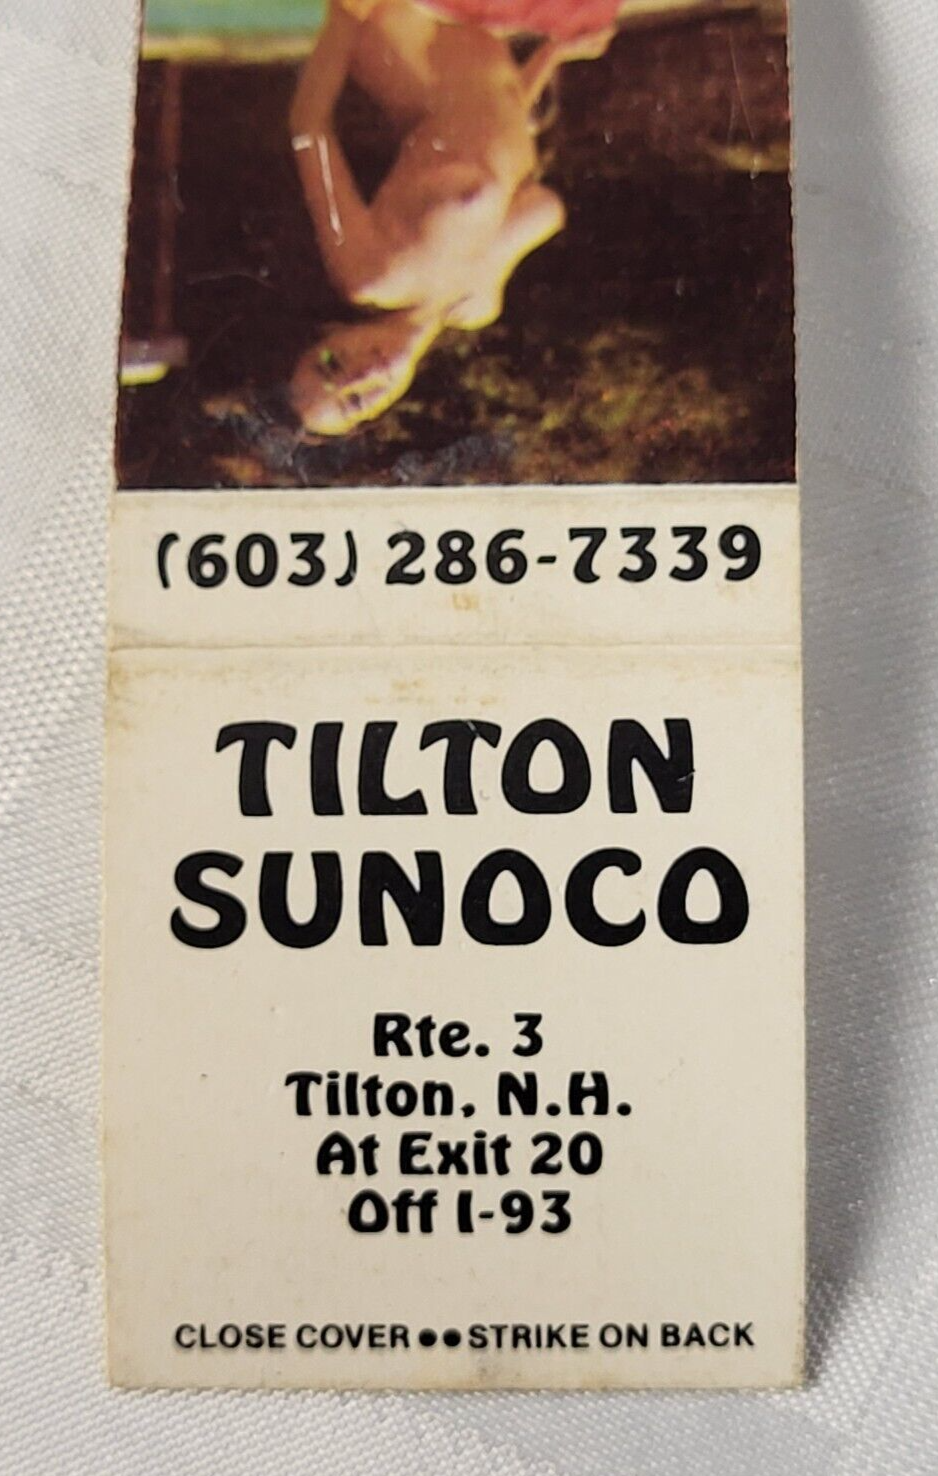 (603) 286-7339
TILTON
SUNOCO
Rte. 3
Tilton, N.H.
At Exit 20
Off I-93
CLOSE COVER ●● STRIKE ON BACK